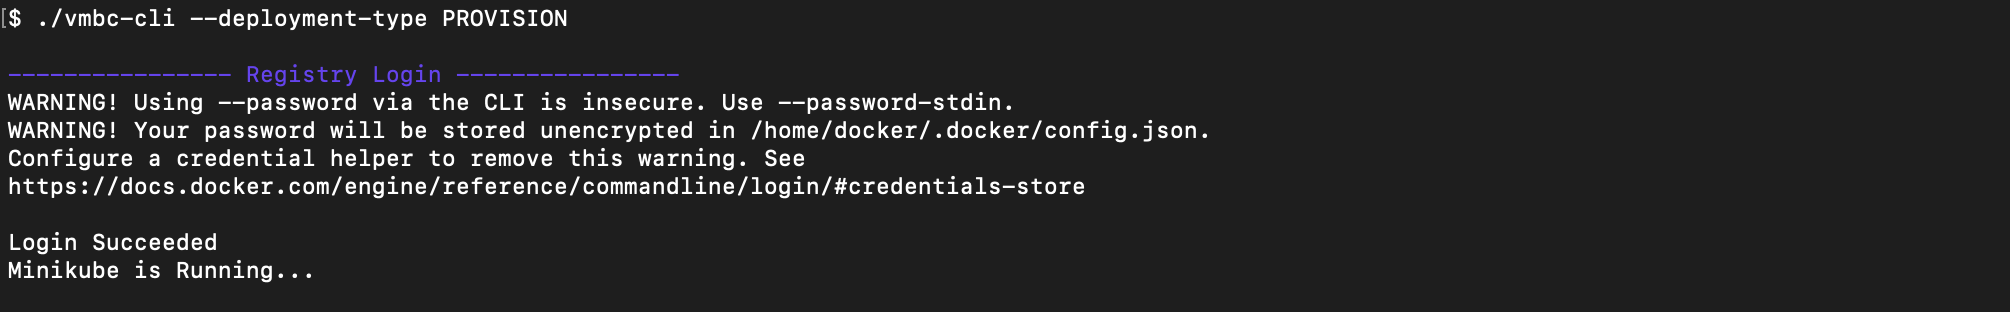 [$ ./vmbc-cli --deployment-type PROVISION
---------------- Registry Login ----------------
WARNING! Using --password via the CLI is insecure. Use --password-stdin.
WARNING! Your password will be stored unencrypted in /home/docker/.docker/config.json.
Configure a credential helper to remove this warning. See
https://docs.docker.com/engine/reference/commandline/login/#credentials-store
Login Succeeded
Minikube is Running...